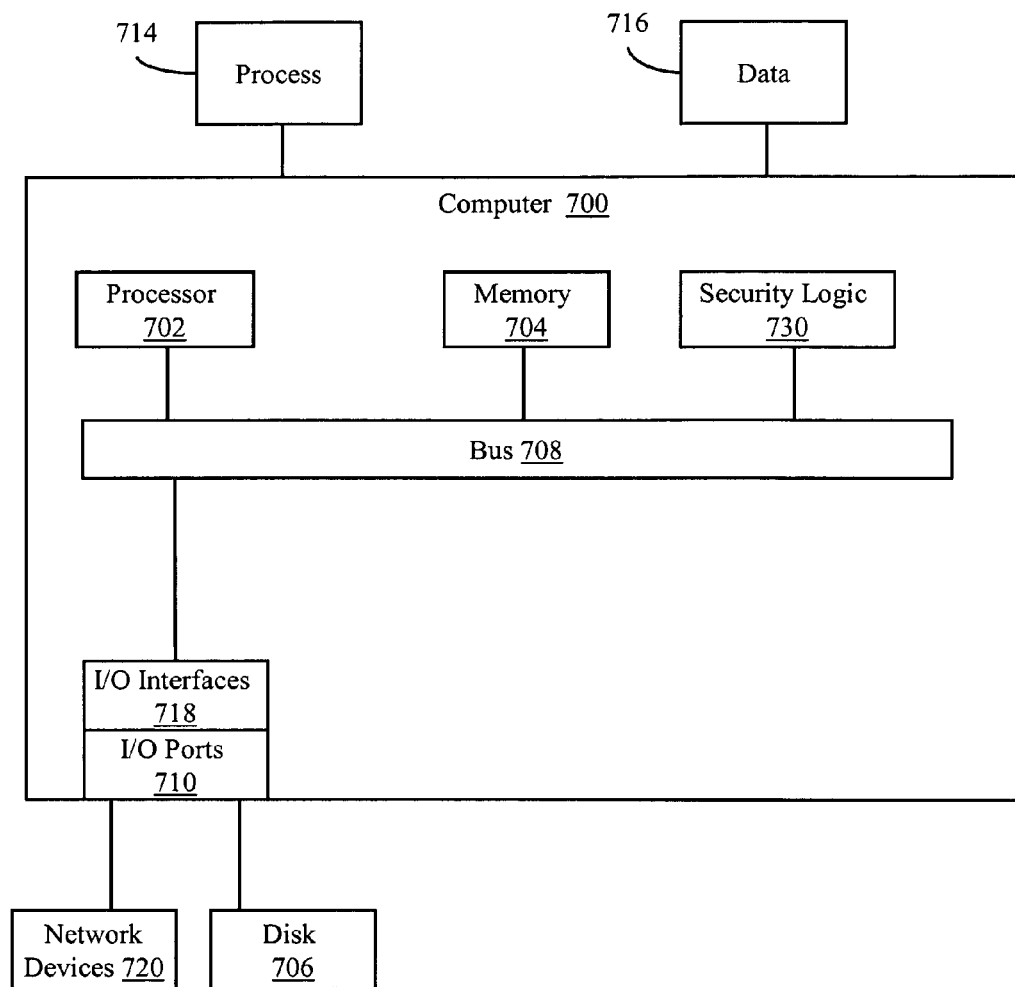 714
Process
716
Data
Computer 700
Processor
702
Memory
704
Security Logic
730
Bus 708
I/O Interfaces
718
I/O Ports
710
Network
Devices 720
Disk
706